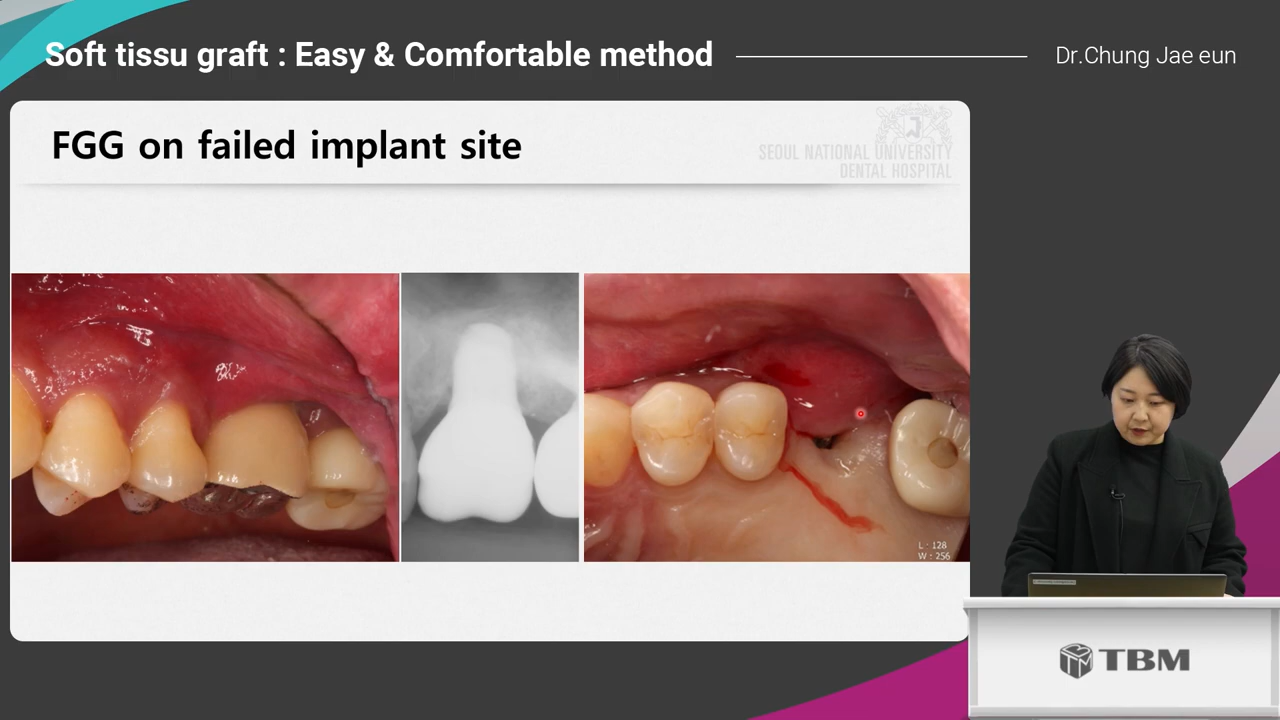 Soft tissu graft : Easy & Comfortable method
Dr.Chung Jae eun
FGG on failed implant site
SEOUL NATIONAL UNIVERSITY
DENTAL HOSPITAL
L : 128
W : 256
TBM